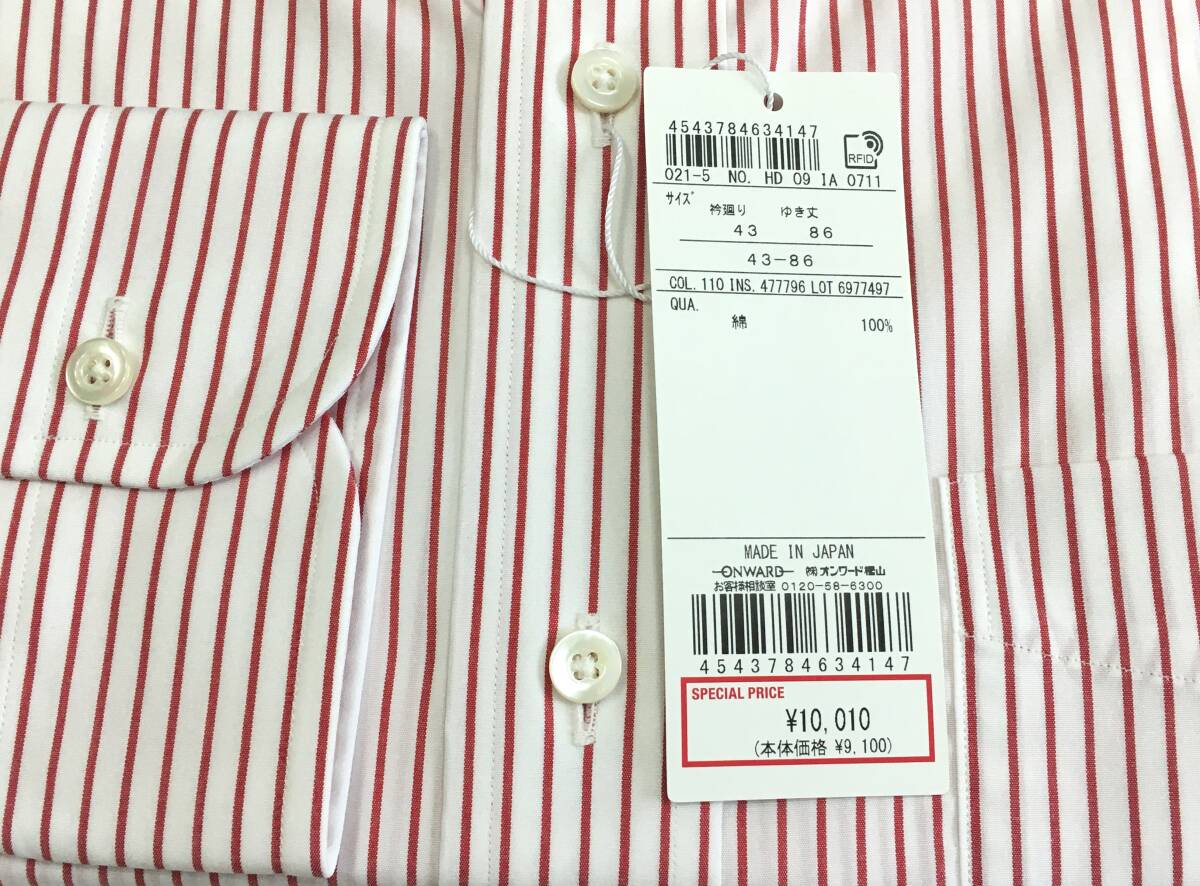 4543784634147
RFID
021-5 NO. HD 09 IA 0711
サイズ 衿廻り ゆき丈
43 86
43-86
COL. 110 INS. 477796 LOT 6977497
QUA.
綿 100%
MADE IN JAPAN
ONWARD ㈱オンワード樫山
お客様相談室 0120-58-6300
4543784634147
SPECIAL PRICE
¥10,010
(本体価格 ¥9,100)